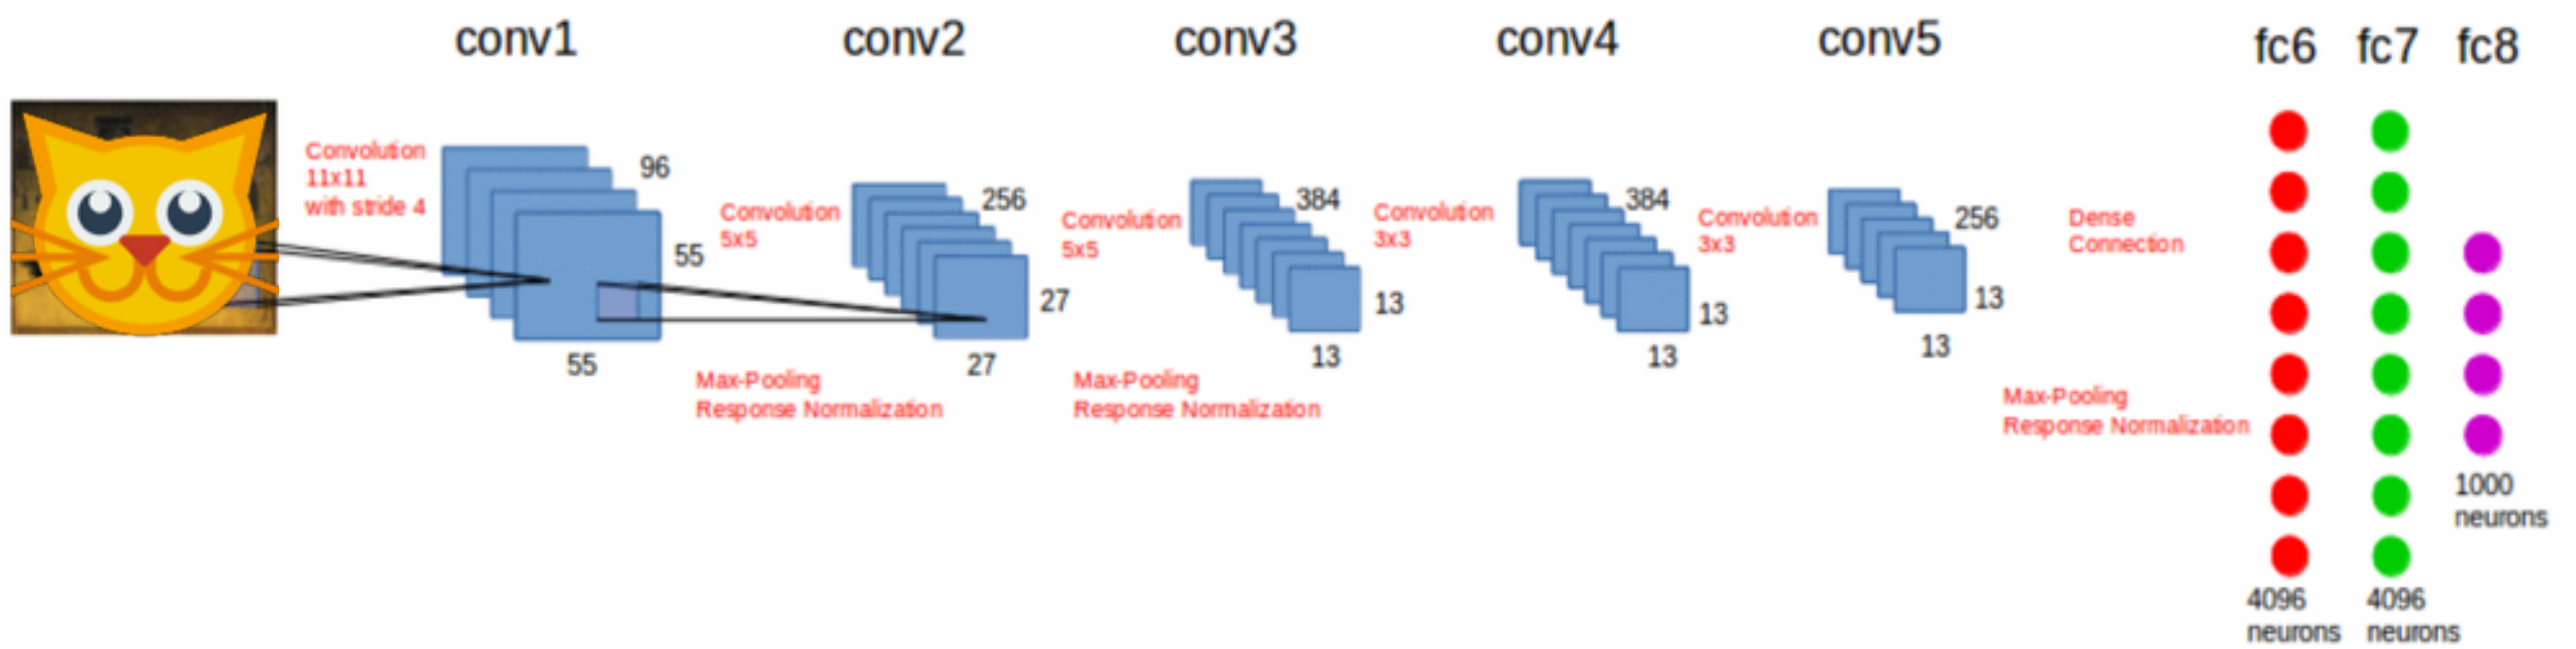 conv1
conv2
conv3
conv4
conv5
fc6
fc7
fc8
Convolution
11x11
with stride 4
96
55
55
Convolution
5x5
Max-Pooling
Response Normalization
256
27
27
Convolution
5x5
Max-Pooling
Response Normalization
384
13
13
Convolution
3x3
384
13
13
Convolution
3x3
256
13
13
Dense
Connection
Max-Pooling
Response Normalization
4096
neurons
4096
neurons
1000
neurons